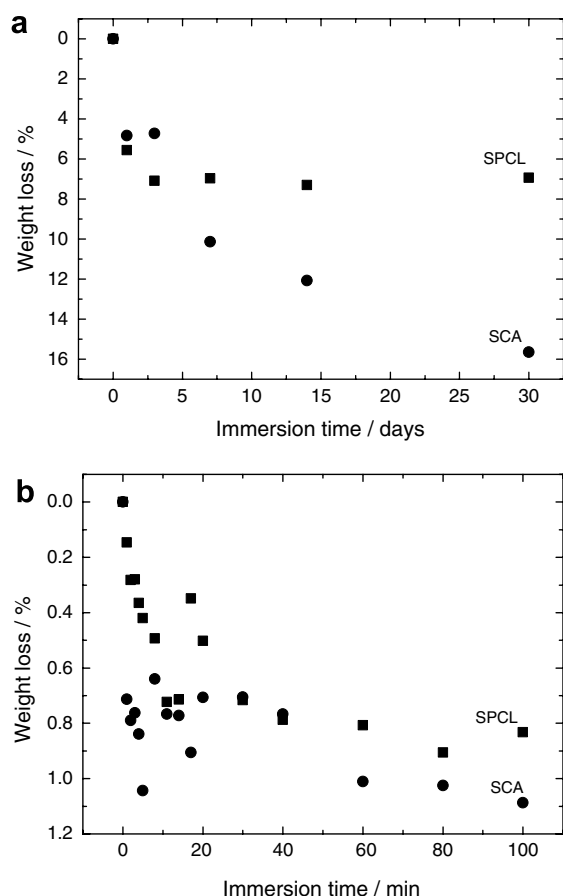 a
0
2
4
6
8
10
12
14
16
Weight loss / %
SPCL
SCA
0 5 10 15 20 25 30
Immersion time / days
b
0.0
0.2
0.4
0.6
0.8
1.0
1.2
Weight loss / %
SPCL
SCA
0 20 40 60 80 100
Immersion time / min